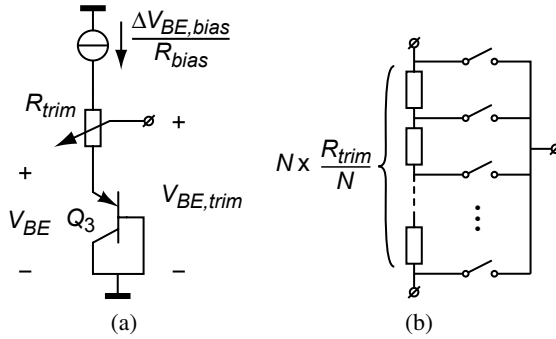 ΔV_BE,bias
R_bias
R_trim
+
+
V_BE,trim
V_BE
Q_3
−
−
(a)
N x R_trim
N
(b)